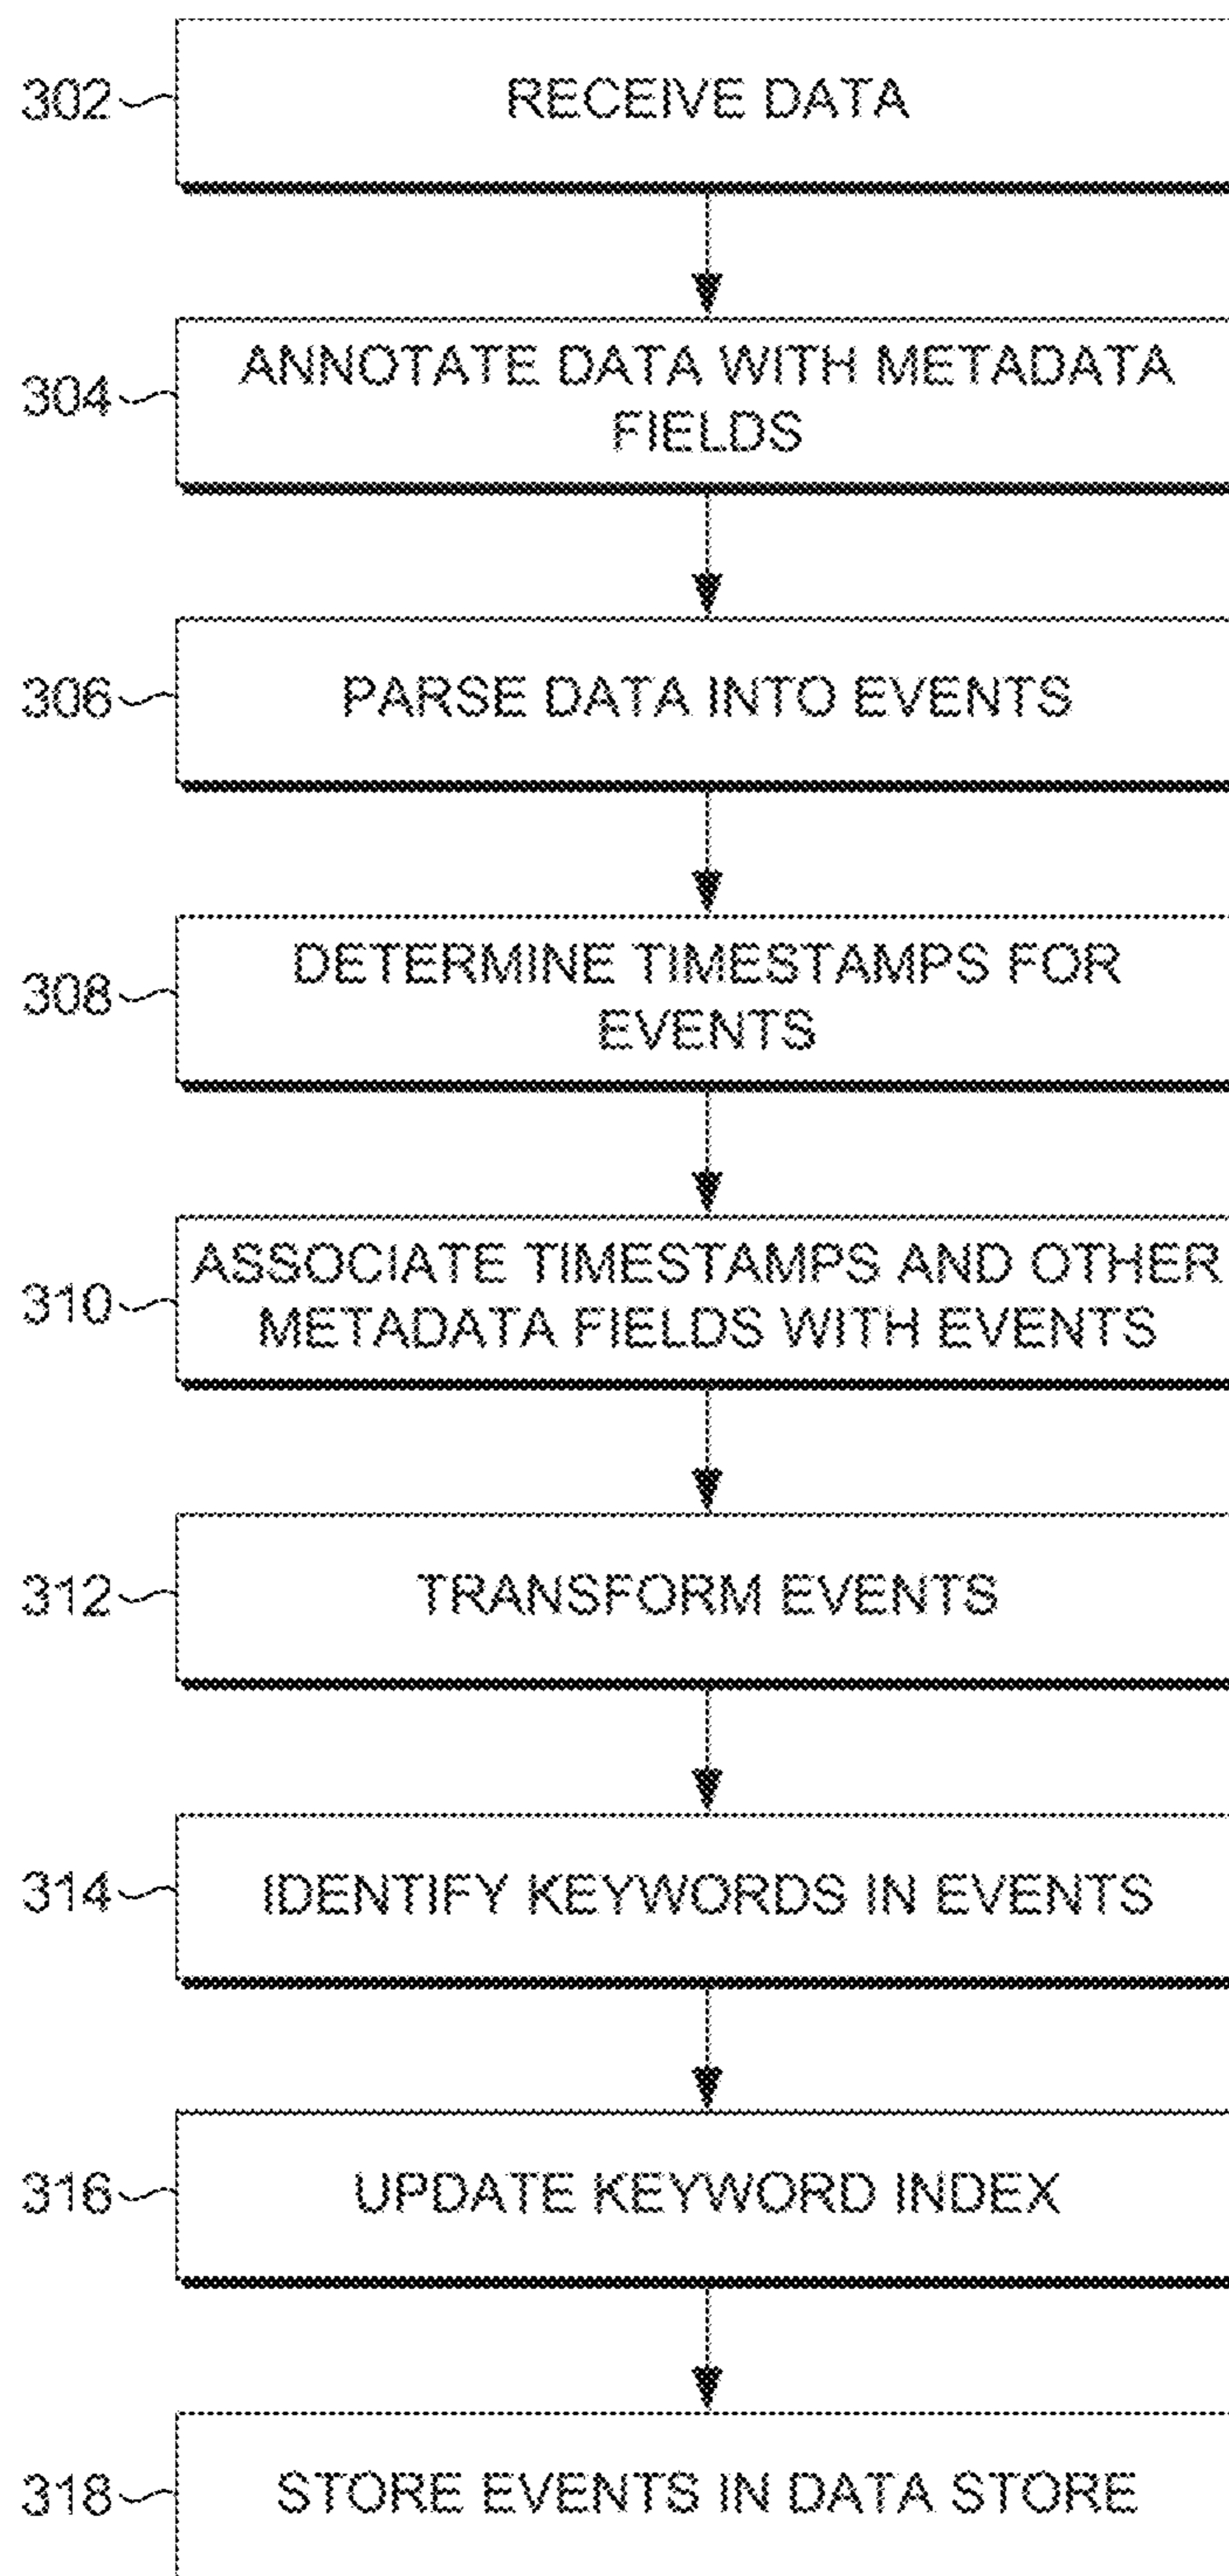 302
RECEIVE DATA
304
ANNOTATE DATA WITH METADATA
FIELDS
306
PARSE DATA INTO EVENTS
308
DETERMINE TIMESTAMPS FOR
EVENTS
310
ASSOCIATE TIMESTAMPS AND OTHER
METADATA FIELDS WITH EVENTS
312
TRANSFORM EVENTS
314
IDENTIFY KEYWORDS IN EVENTS
316
UPDATE KEYWORD INDEX
318
STORE EVENTS IN DATA STORE